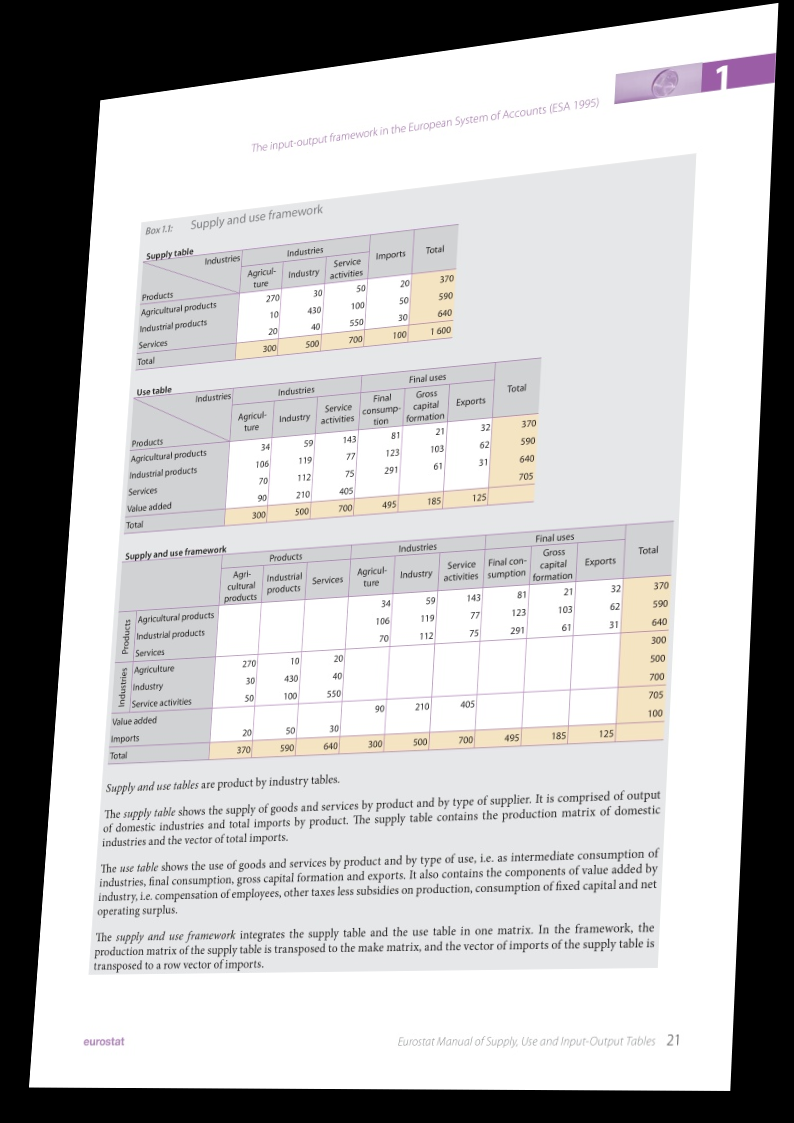 1
The input-output framework in the European System of Accounts (ESA 1995)
Box 1.1: Supply and use framework
Supply table
Industries Industries Imports Total
Products Agricul-ture Industry Service activities
Agricultural products 270 30 50 20 370
Industrial products 10 430 100 50 590
Services 20 40 550 30 640
Total 300 500 700 100 1 600
Use table
Industries Industries Final uses Total
Products Agricul-ture Industry Service activities Final consump-tion Gross capital formation Exports
Agricultural products 34 59 143 81 21 32 370
Industrial products 106 119 77 123 103 62 590
Services 70 112 75 291 61 31 640
Value added 90 210 405 705
Total 300 500 700 495 185 125
Supply and use framework
Products Industries Final uses Total
Agri-cultural products Industrial products Services Agricul-ture Industry Service activities Final con-sumption Gross capital formation Exports
Products
Agricultural products 34 59 143 81 21 32 370
Industrial products 106 119 77 123 103 62 590
Services 70 112 75 291 61 31 640
Industries
Agriculture 270 10 20 300
Industry 30 430 40 500
Service activities 50 100 550 700
Value added 90 210 405 705
Imports 20 50 30 100
Total 370 590 640 300 500 700 495 185 125
Supply and use tables are product by industry tables.
The supply table shows the supply of goods and services by product and by type of supplier. It is comprised of output
of domestic industries and total imports by product. The supply table contains the production matrix of domestic
industries and the vector of total imports.
The use table shows the use of goods and services by product and by type of use, i.e. as intermediate consumption of
industries, final consumption, gross capital formation and exports. It also contains the components of value added by
industry, i.e. compensation of employees, other taxes less subsidies on production, consumption of fixed capital and net
operating surplus.
The supply and use framework integrates the supply table and the use table in one matrix. In the framework, the
production matrix of the supply table is transposed to the make matrix, and the vector of imports of the supply table is
transposed to a row vector of imports.
eurostat
Eurostat Manual of Supply, Use and Input-Output Tables 21